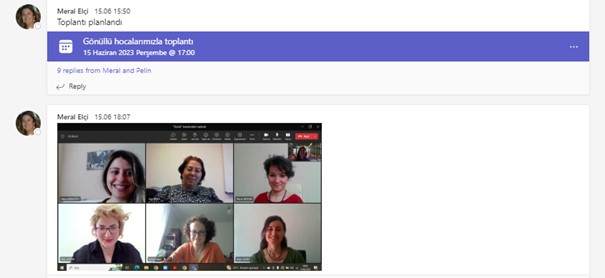 Meral Elçi 15.06 15:50
Toplantı planlandı
Gönüllü hocalarımızla toplantı
15 Haziran 2023 Perşembe @ 17:00
9 replies from Meral and Pelin
Reply
Meral Elçi 15.06 18:07